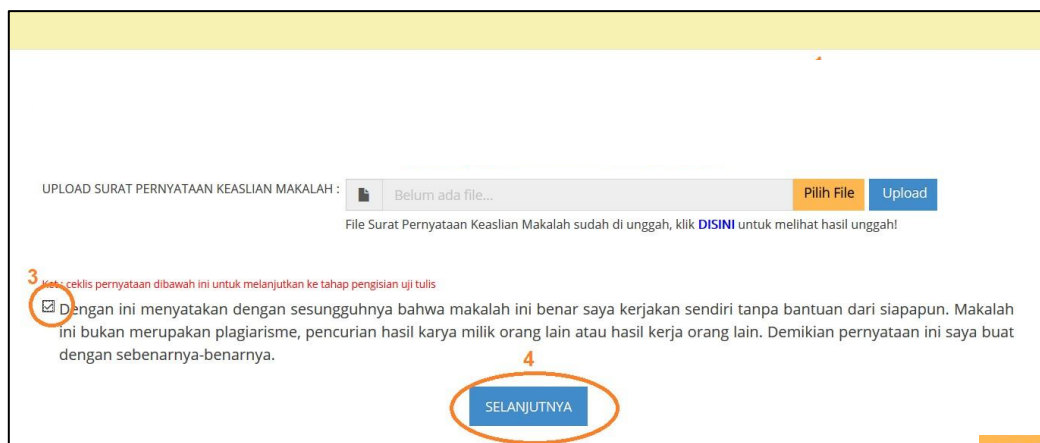 UPLOAD SURAT PERNYATAAN KEASLIAN MAKALAH : Belum ada file... Pilih File Upload
File Surat Pernyataan Keaslian Makalah sudah di unggah, klik DISINI untuk melihat hasil unggah!
3
Ket : ceklis pernyataan dibawah ini untuk melanjutkan ke tahap pengisian uji tulis
Dengan ini menyatakan dengan sesungguhnya bahwa makalah ini benar saya kerjakan sendiri tanpa bantuan dari siapapun. Makalah
ini bukan merupakan plagiarisme, pencurian hasil karya milik orang lain atau hasil kerja orang lain. Demikian pernyataan ini saya buat
dengan sebenarnya-benarnya.
4
SELANJUTNYA